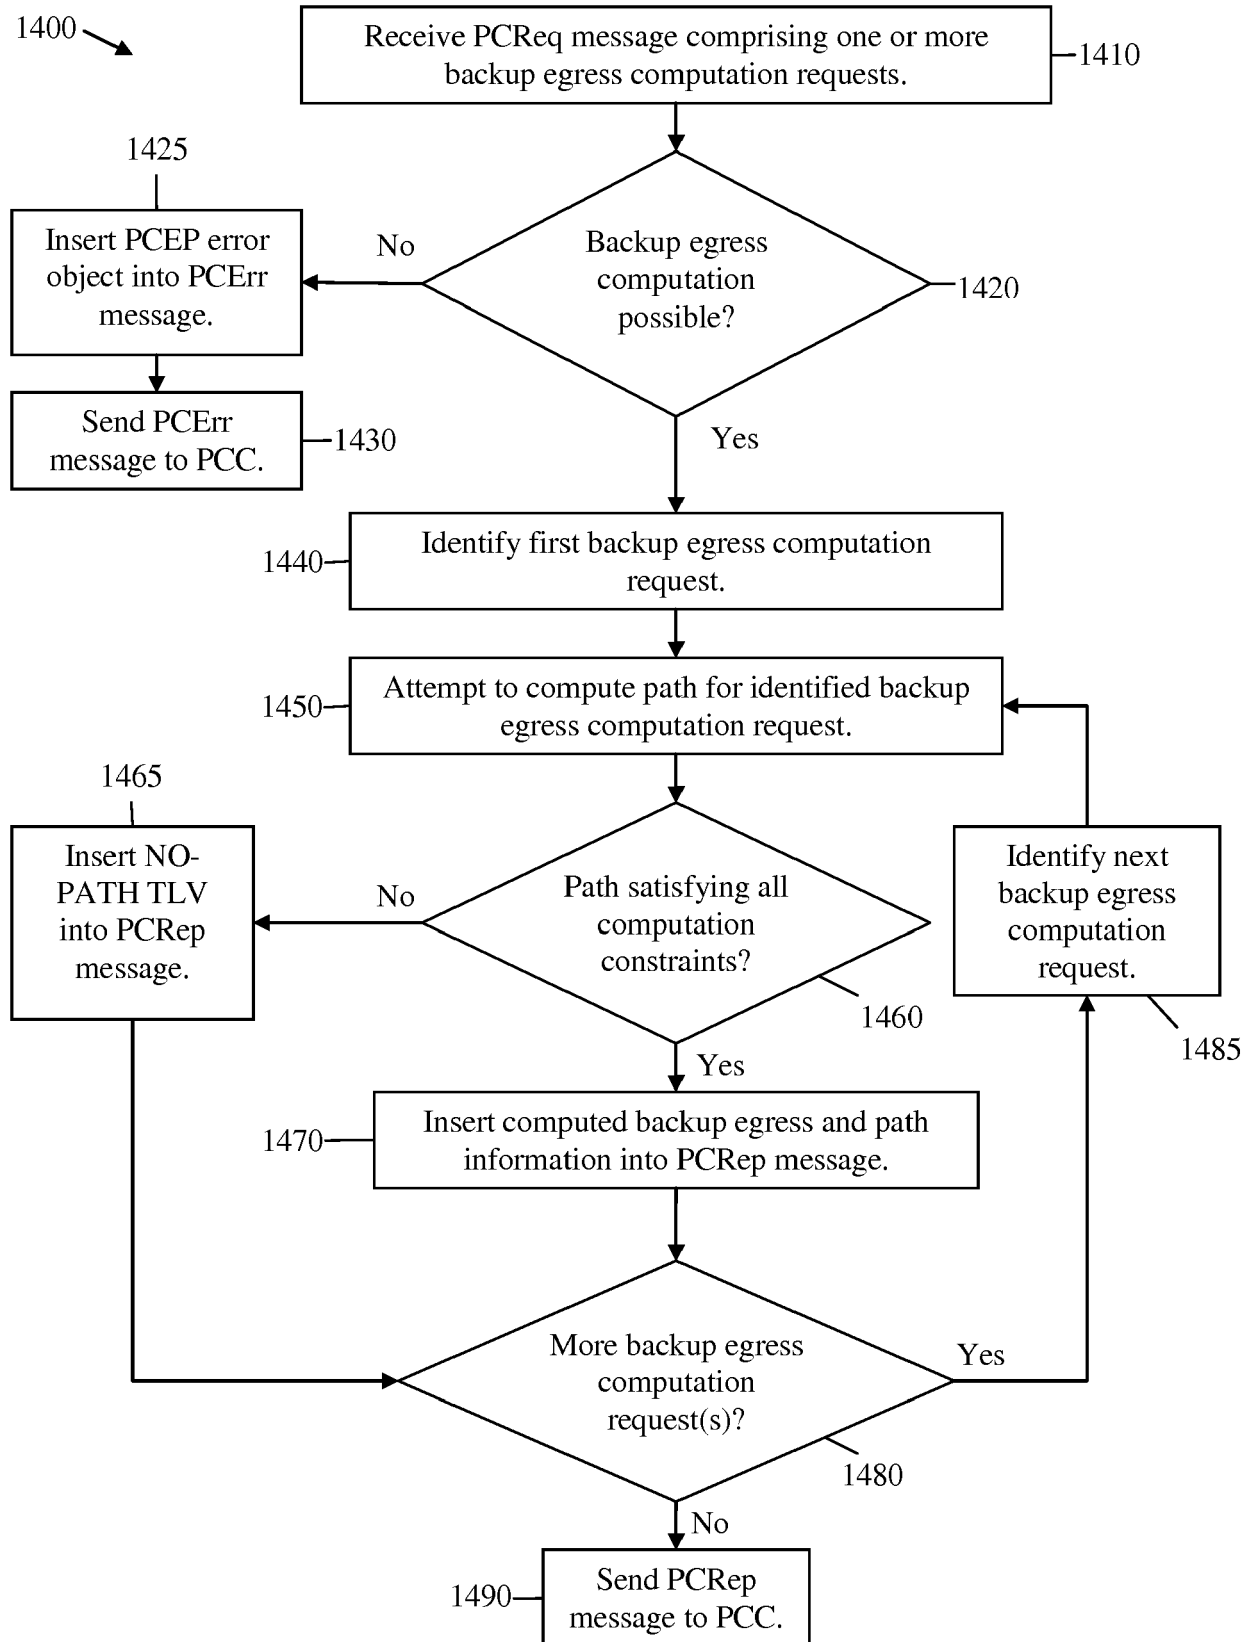 1400
Receive PCReq message comprising one or more
backup egress computation requests.
1410
1425
Insert PCEP error
object into PCErr
message.
No
Backup egress
computation
possible?
1420
Send PCErr
message to PCC.
1430
Yes
1440
Identify first backup egress computation
request.
1450
Attempt to compute path for identified backup
egress computation request.
1465
Insert NO-
PATH TLV
into PCRep
message.
No
Path satisfying all
computation
constraints?
1460
Identify next
backup egress
computation
request.
1485
Yes
1470
Insert computed backup egress and path
information into PCRep message.
More backup egress
computation
request(s)?
Yes
1480
No
1490
Send PCRep
message to PCC.